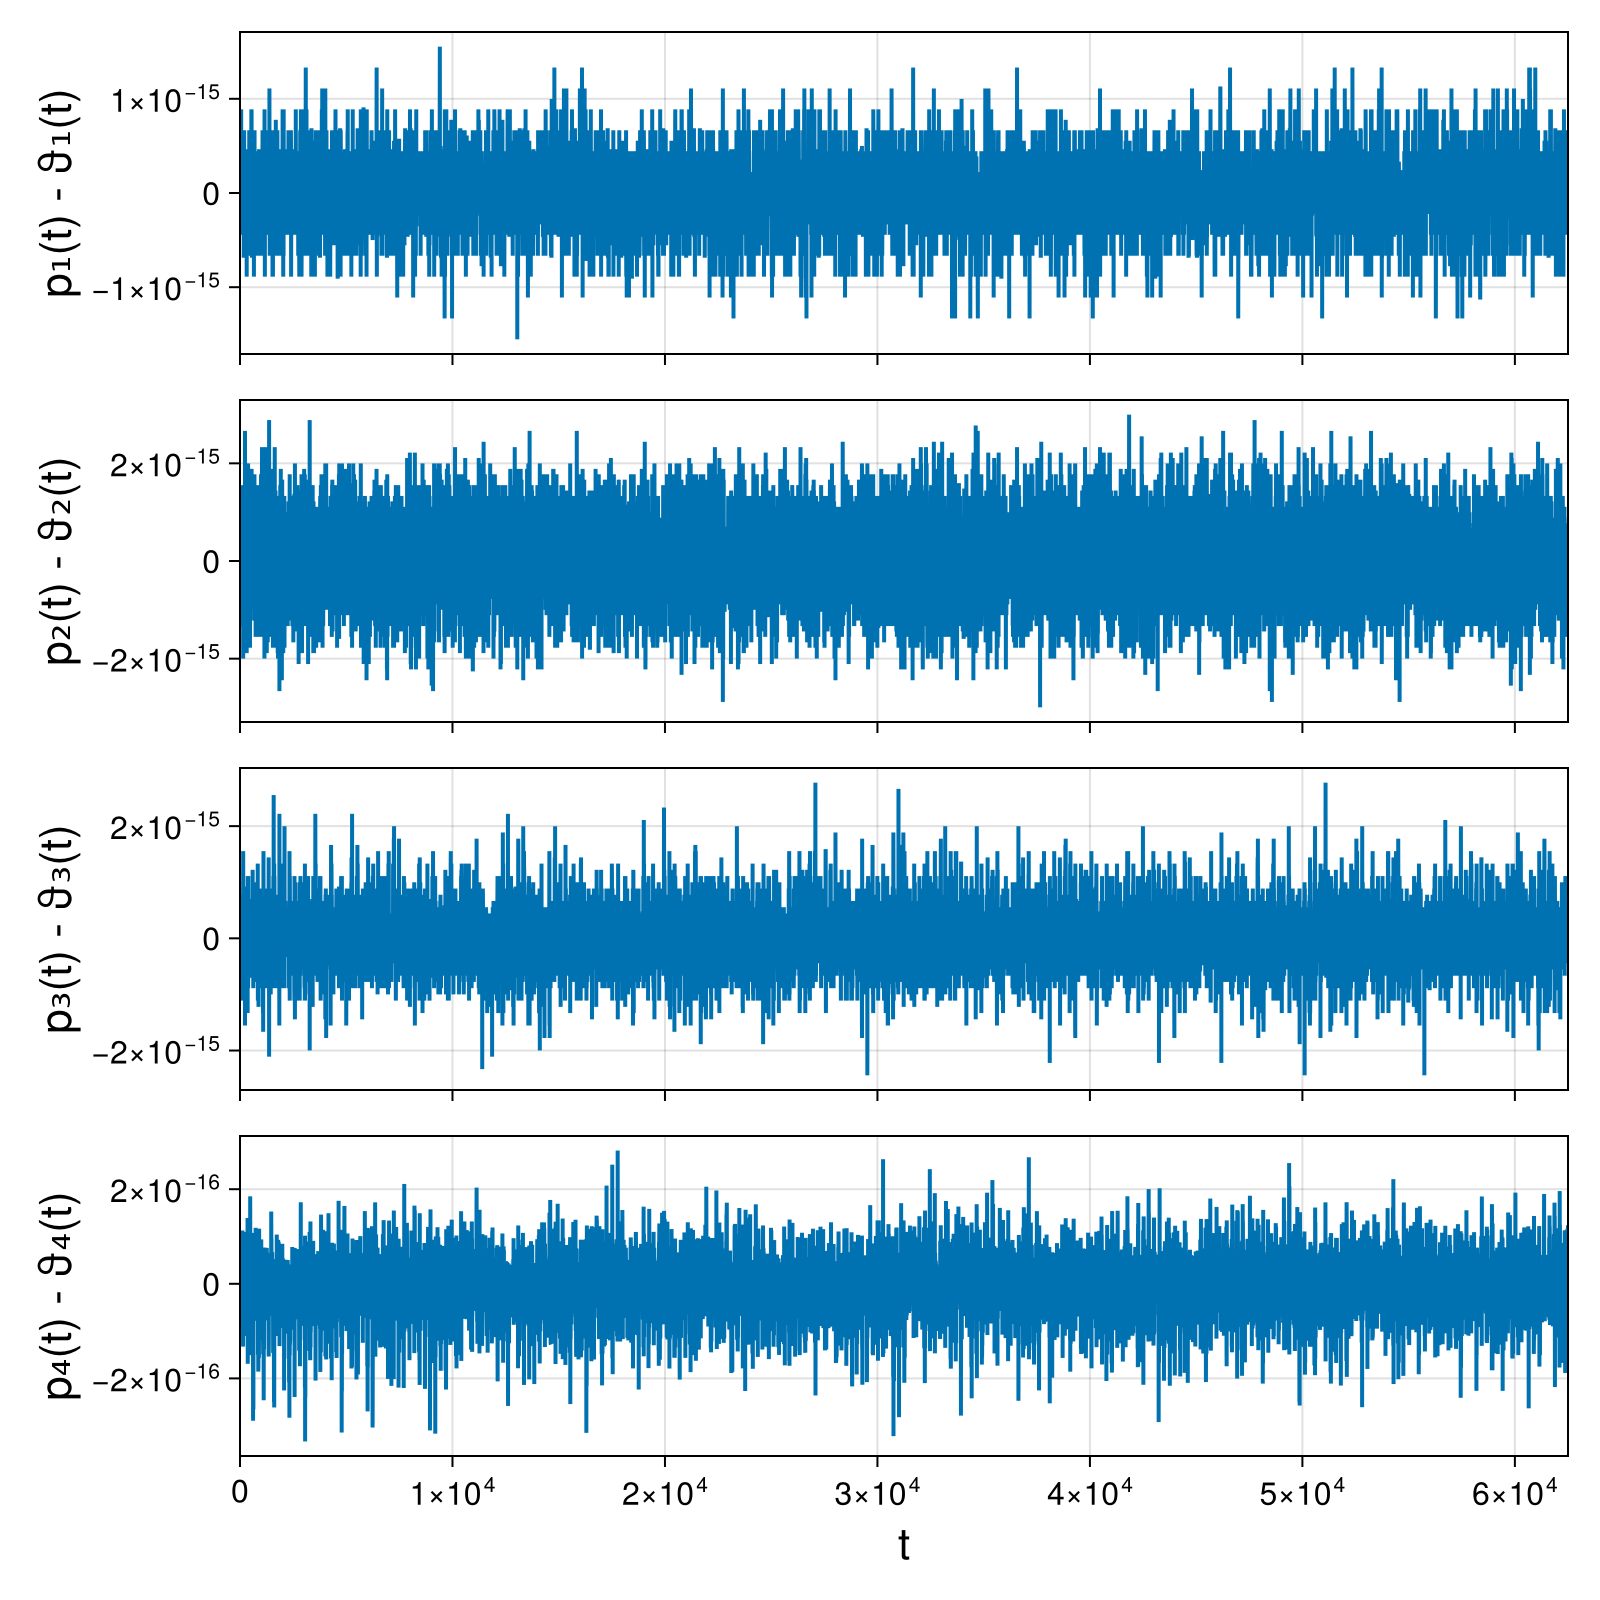 p₁(t) - ϑ₁(t)
1×10⁻¹⁵
0
−1×10⁻¹⁵
p₂(t) - ϑ₂(t)
2×10⁻¹⁵
0
−2×10⁻¹⁵
p₃(t) - ϑ₃(t)
2×10⁻¹⁵
0
−2×10⁻¹⁵
p₄(t) - ϑ₄(t)
2×10⁻¹⁶
0
−2×10⁻¹⁶
0 1×10⁴ 2×10⁴ 3×10⁴ 4×10⁴ 5×10⁴ 6×10⁴
t